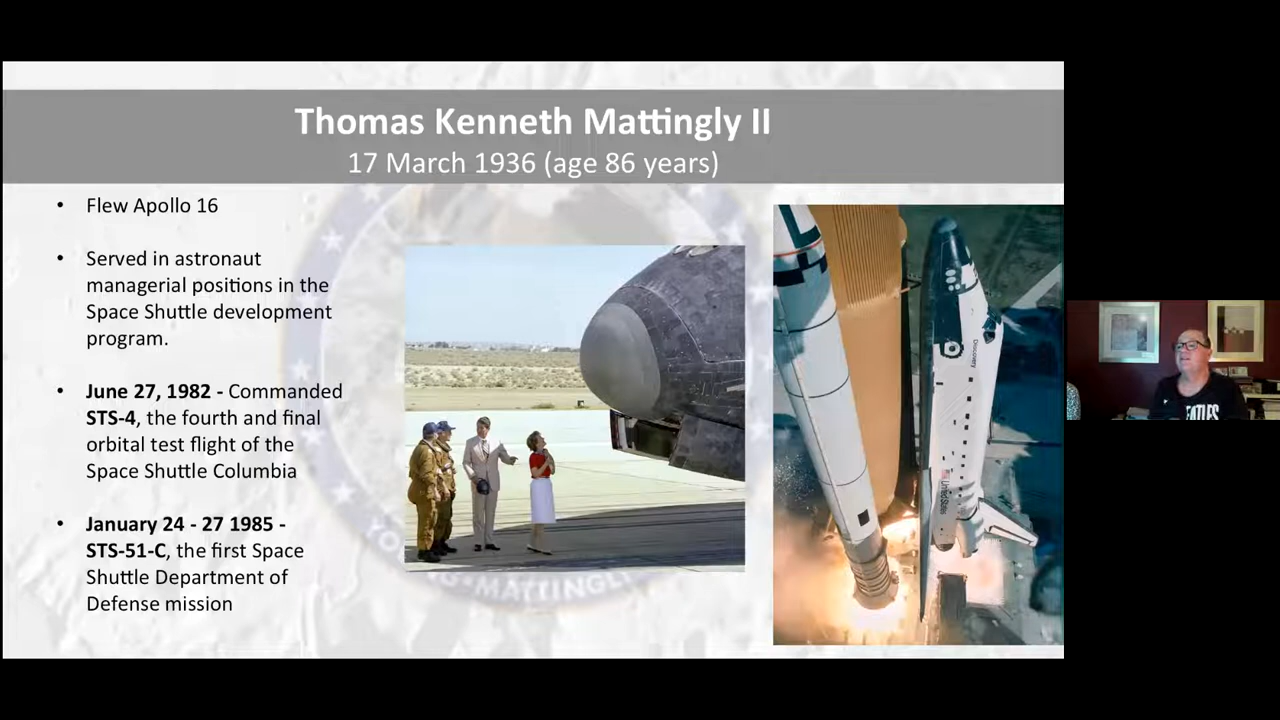 Thomas Kenneth Mattingly II
17 March 1936 (age 86 years)
• Flew Apollo 16
• Served in astronaut
managerial positions in the
Space Shuttle development
program.
• June 27, 1982 - Commanded
STS-4, the fourth and final
orbital test flight of the
Space Shuttle Columbia
• January 24 - 27 1985 -
STS-51-C, the first Space
Shuttle Department of
Defense mission
Discovery
United States
MATTINGLY